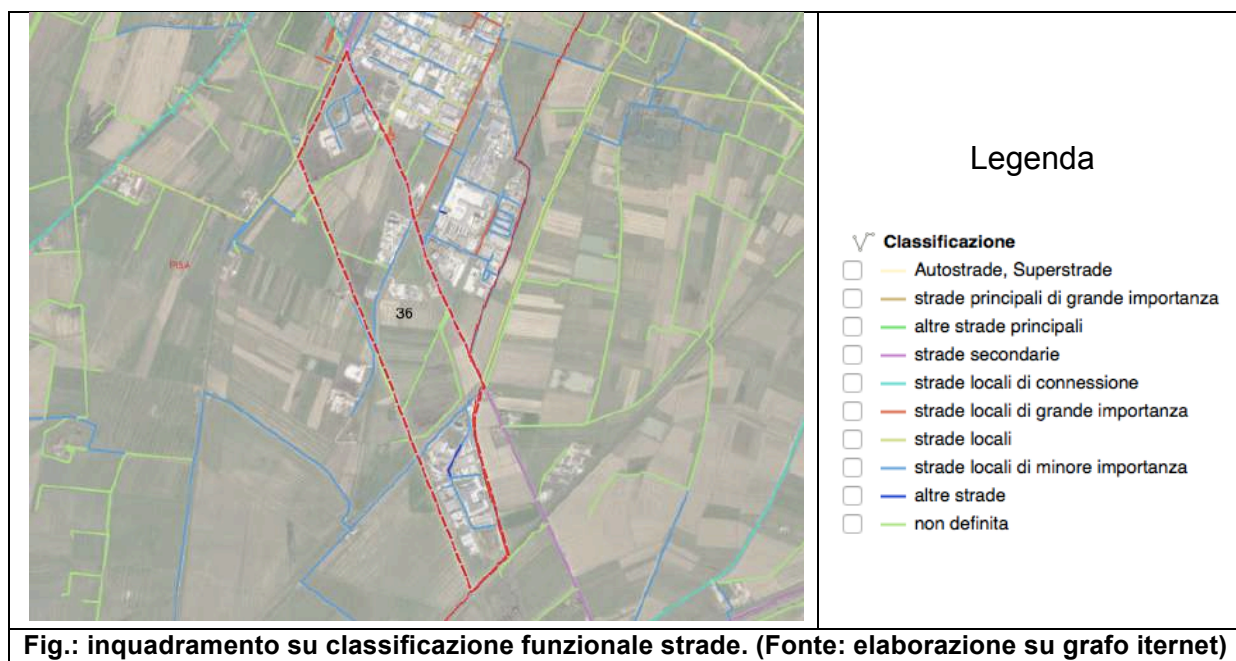 PISA
36
Legenda
Classificazione
Autostrade, Superstrade
strade principali di grande importanza
altre strade principali
strade secondarie
strade locali di connessione
strade locali di grande importanza
strade locali
strade locali di minore importanza
altre strade
non definita
Fig.: inquadramento su classificazione funzionale strade. (Fonte: elaborazione su grafo iternet)